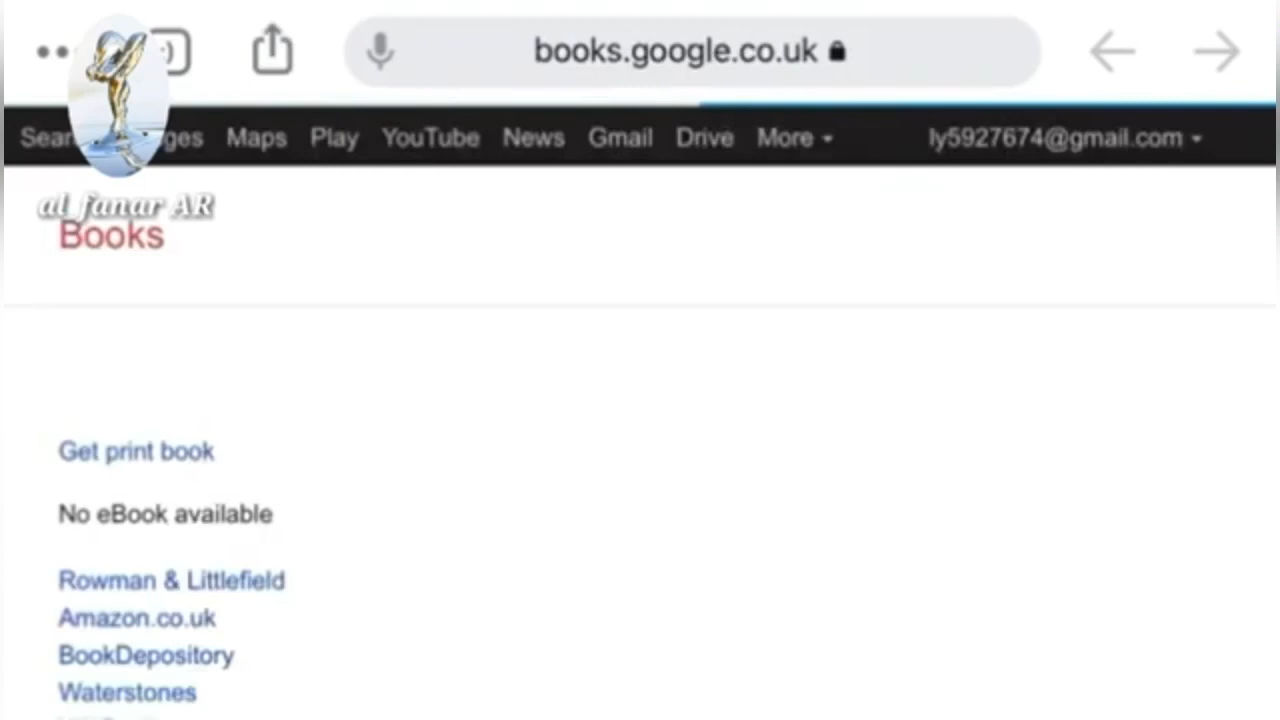 books.google.co.uk
Maps Play YouTube News Gmail Drive More ly5927674@gmail.com
al fanar AR
Books
Get print book
No eBook available
Rowman & Littlefield
Amazon.co.uk
BookDepository
Waterstones